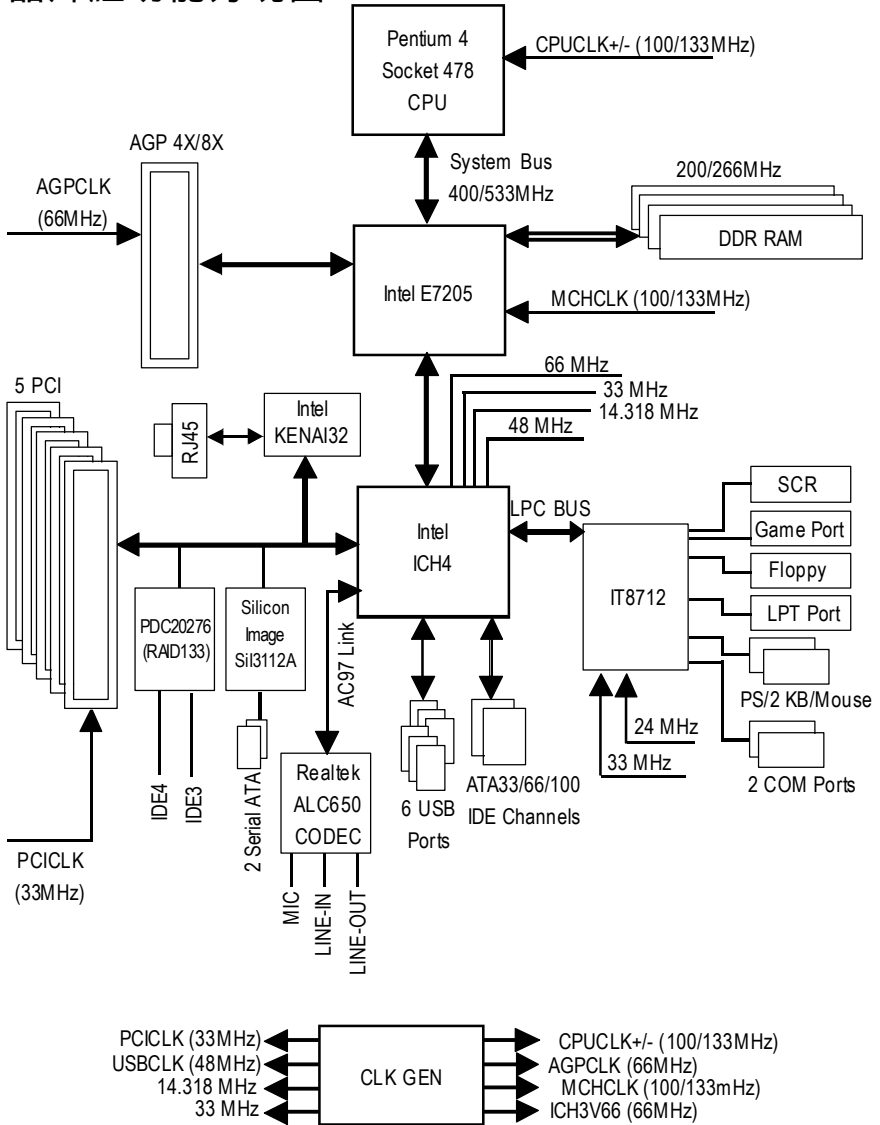 Pentium 4
Socket 478
CPU
CPUCLK+/- (100/133MHz)
AGP 4X/8X
System Bus
400/533MHz
200/266MHz
AGPCLK
(66MHz)
DDR RAM
Intel E7205
MCHCLK (100/133MHz)
66 MHz
33 MHz
14.318 MHz
48 MHz
5 PCI
RJ45
Intel
KENAI32
Intel
ICH4
LPC BUS
IT8712
SCR
Game Port
Floppy
LPT Port
PS/2 KB/Mouse
2 COM Ports
24 MHz
33 MHz
PDC20276
(RAID133)
Silicon
Image
SiI3112A
AC97 Link
IDE4
IDE3
2 Serial ATA
Realtek
ALC650
CODEC
6 USB
Ports
ATA33/66/100
IDE Channels
PCICLK
(33MHz)
MIC
LINE-IN
LINE-OUT
PCICLK (33MHz)
USBCLK (48MHz)
14.318 MHz
33 MHz
CLK GEN
CPUCLK+/- (100/133MHz)
AGPCLK (66MHz)
MCHCLK (100/133mHz)
ICH3V66 (66MHz)